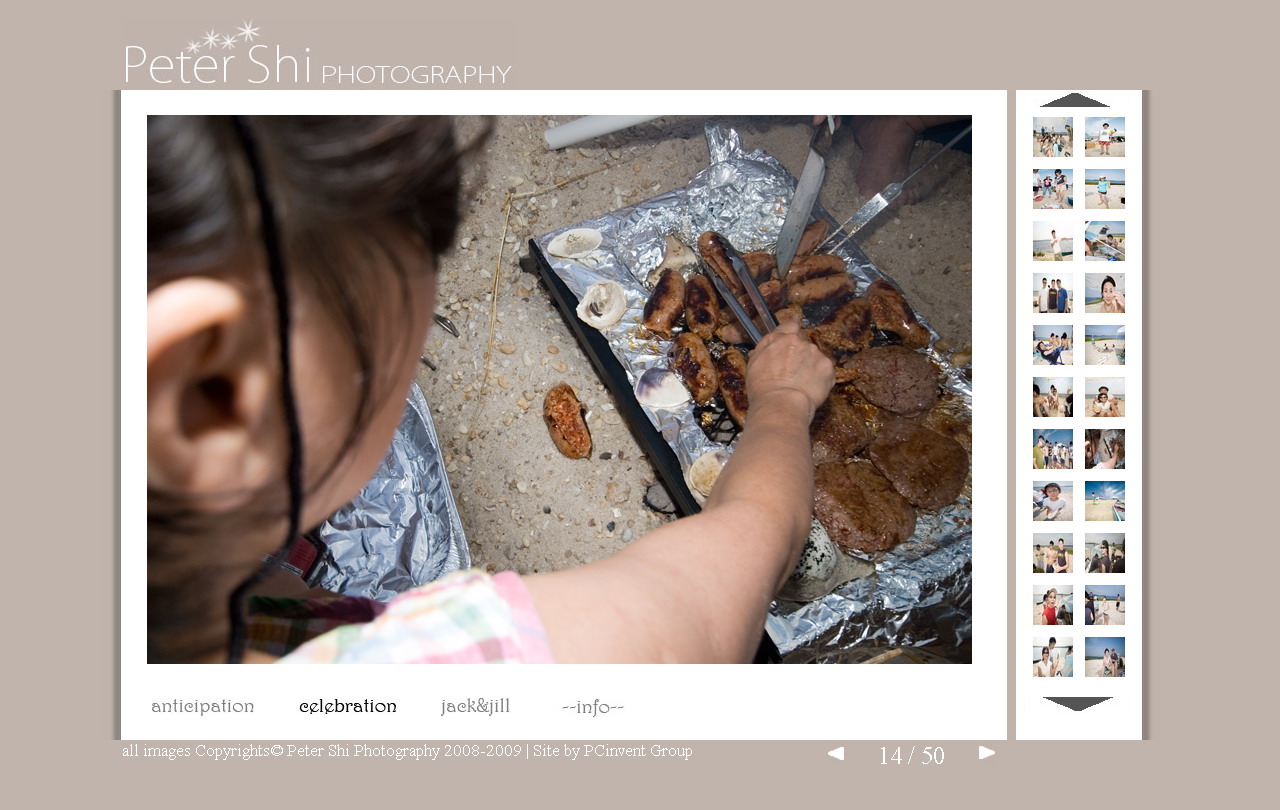 Peter Shi PHOTOGRAPHY
anticipation celebration jack&jill --info--
all images Copyrights© Peter Shi Photography 2008-2009 | Site by PCinvent Group
14 / 50